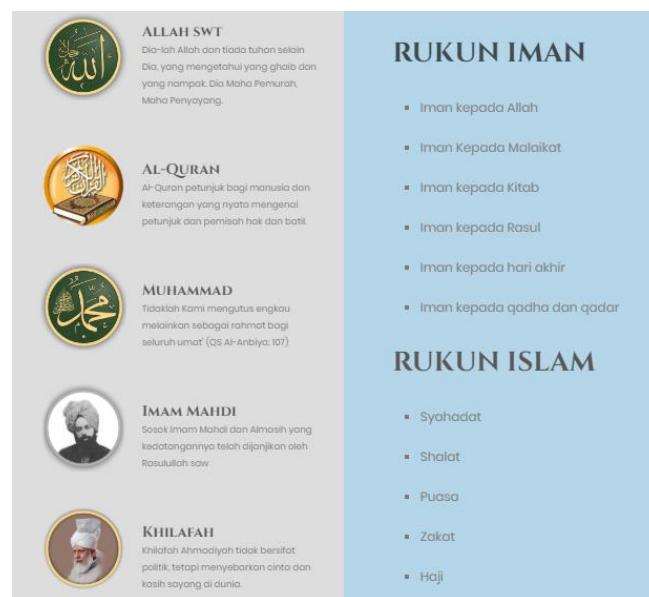 ALLAH SWT
Dia-lah Allah dan tiada tuhan selain
Dia, yang mengetahui yang ghaib dan
yang nampak. Dia Maha Pemurah,
Maha Penyayang.
AL-QURAN
Al-Quran petunjuk bagi manusia dan
keterangan yang nyata mengenai
petunjuk dan pemisah hak dan batil.
MUHAMMAD
Tidaklah Kami mengutus engkau
melainkan sebagai rahmat bagi
seluruh umat' (QS Al-Anbiya: 107)
IMAM MAHDI
Sosok Imam Mahdi dan Almasih yang
kedatangannya telah dijanjikan oleh
Rasulullah saw
KHILAFAH
Khilafah Ahmadiyah tidak bersifat
politik, tetapi menyebarkan cinta dan
kasih sayang di dunia.
RUKUN IMAN
Iman kepada Allah
Iman Kepada Malaikat
Iman kepada Kitab
Iman kepada Rasul
Iman kepada hari akhir
Iman kepada qadha dan qadar
RUKUN ISLAM
Syahadat
Shalat
Puasa
Zakat
Haji
الله
محمد